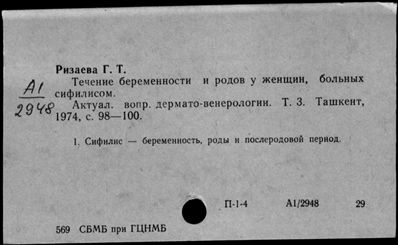 Ризаева Г. Т.
Течение беременности и родов у женщин, больных
сифилисом.
Актуал. вопр. дермато-венерологии. Т. 3. Ташкент,
1974, с. 98—100.
А1
2948
1. Сифилис — беременность, роды и послеродовой период.
П-1-4 А1/2948 29
569 СБМБ при ГЦНМБ